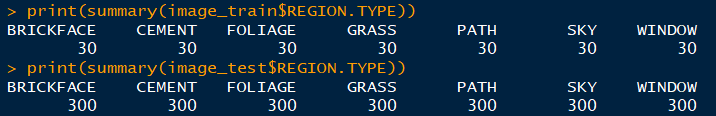 > print(summary(image_train$REGION.TYPE))
BRICKFACE    CEMENT   FOLIAGE     GRASS      PATH       SKY    WINDOW
       30        30        30        30        30        30        30
> print(summary(image_test$REGION.TYPE))
BRICKFACE    CEMENT   FOLIAGE     GRASS      PATH       SKY    WINDOW
      300       300       300       300       300       300       300